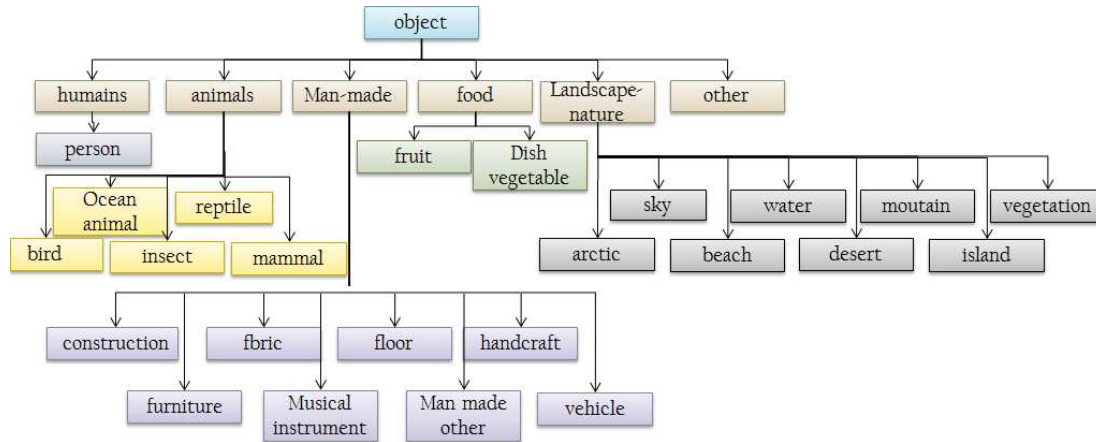 object
humains
animals
Man-made
food
Landscape-
nature
other
person
fruit
Dish
vegetable
Ocean
animal
reptile
bird
insect
mammal
sky
water
moutain
vegetation
arctic
beach
desert
island
construction
fbric
floor
handcraft
furniture
Musical
instrument
Man made
other
vehicle